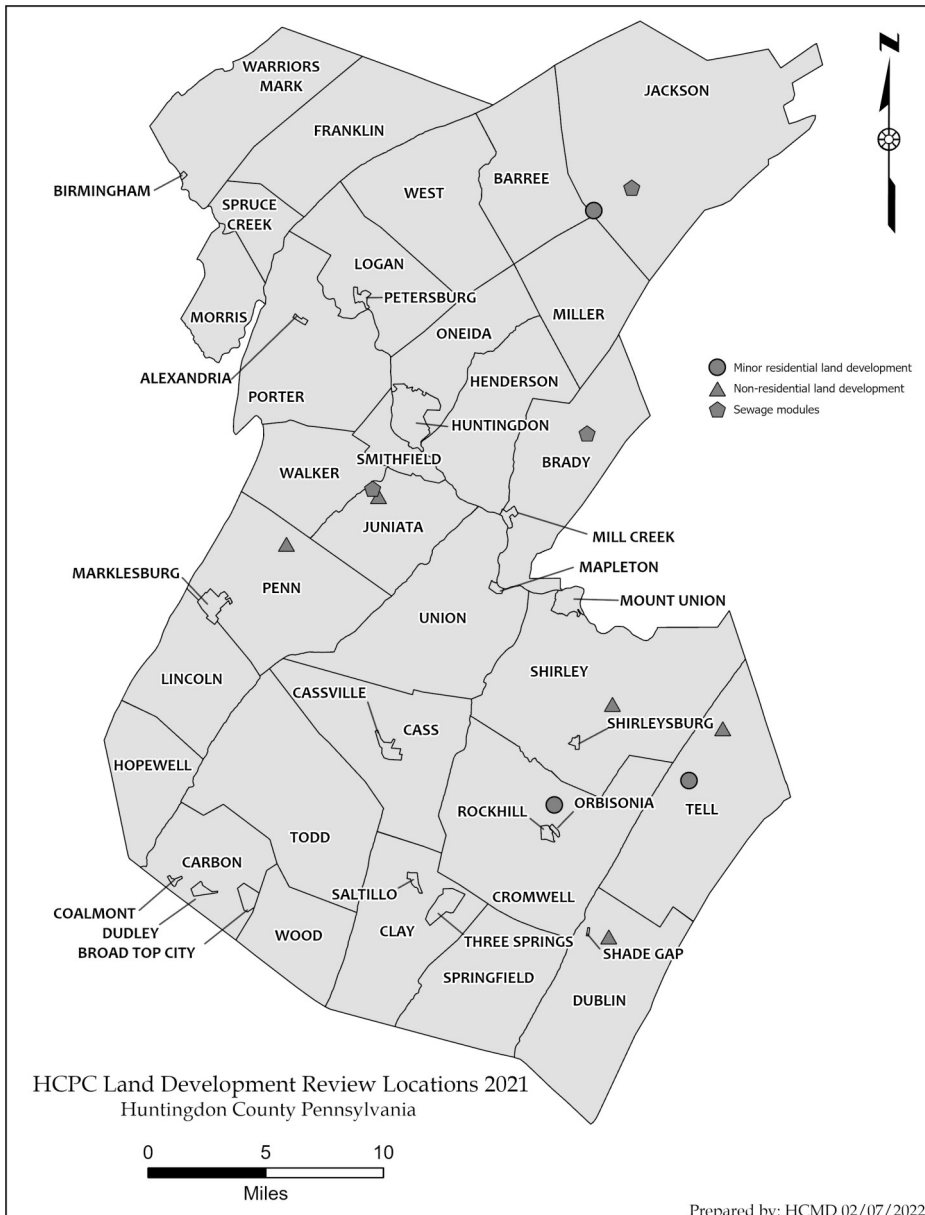 WARRIORS
MARK
JACKSON
N
FRANKLIN
BARREE
WEST
BIRMINGHAM
SPRUCE
CREEK
LOGAN
PETERSBURG
MORRIS
MILLER
ONEIDA
ALEXANDRIA
HENDERSON
PORTER
Minor residential land development
Non-residential land development
Sewage modules
HUNTINGDON
SMITHFIELD
BRADY
WALKER
JUNIATA
MILL CREEK
MAPLETON
MARKLESBURG
PENN
MOUNT UNION
UNION
LINCOLN
SHIRLEY
CASSVILLE
SHIRLEYSBURG
CASS
HOPEWELL
ROCKHILL
ORBISONIA
TELL
TODD
CARBON
SALTILLO
CROMWELL
COALMONT
DUDLEY
BROAD TOP CITY
WOOD
CLAY
THREE SPRINGS
SHADE GAP
SPRINGFIELD
DUBLIN
HCPC Land Development Review Locations 2021
Huntingdon County Pennsylvania
0 5 10
Miles
Prepared by: HCMD 02/07/2022